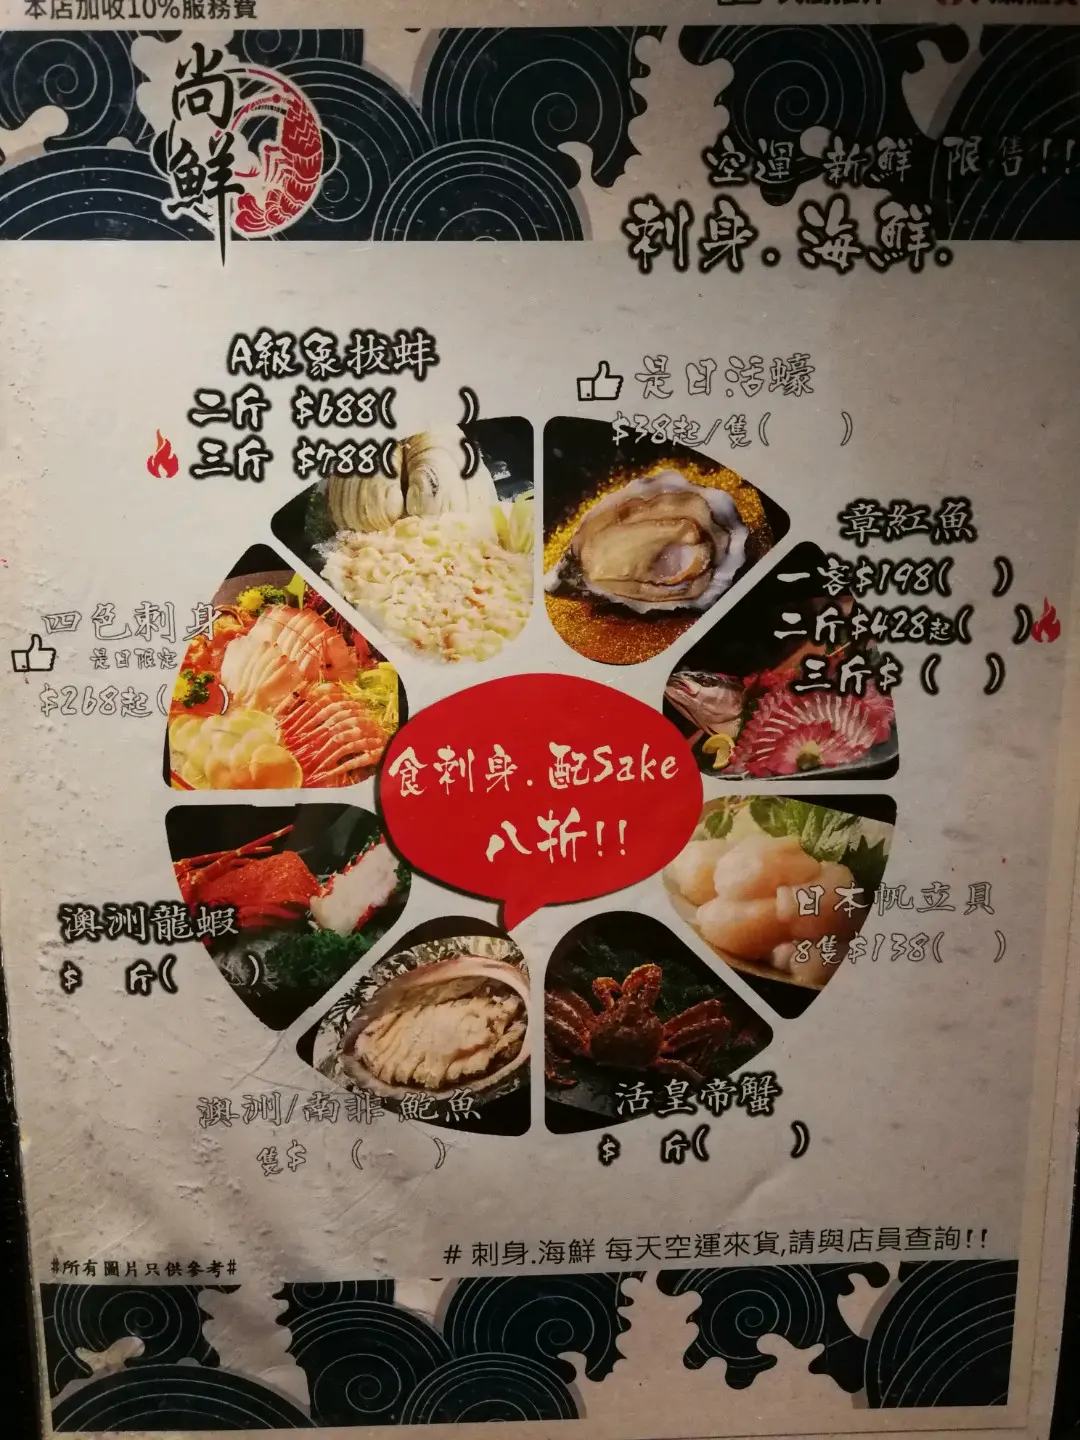 本店加收10%服務費
尚鮮
空運 新鮮 限售!!
刺身.海鮮.
A級象拔蚌
二斤 $688( )
三斤 $788( )
是日活蠔
$38起/隻( )
章紅魚
一客$198( )
二斤$428起( )
三斤$ ( )
四色刺身
是日限定
$268起( )
食刺身.配Sake
八折!!
日本帆立貝
8隻$138( )
澳洲龍蝦
$ 斤( )
澳洲/南非鮑魚
隻$ ( )
活皇帝蟹
$ 斤( )
# 刺身.海鮮 每天空運來貨,請與店員查詢!!
#所有圖片只供參考#